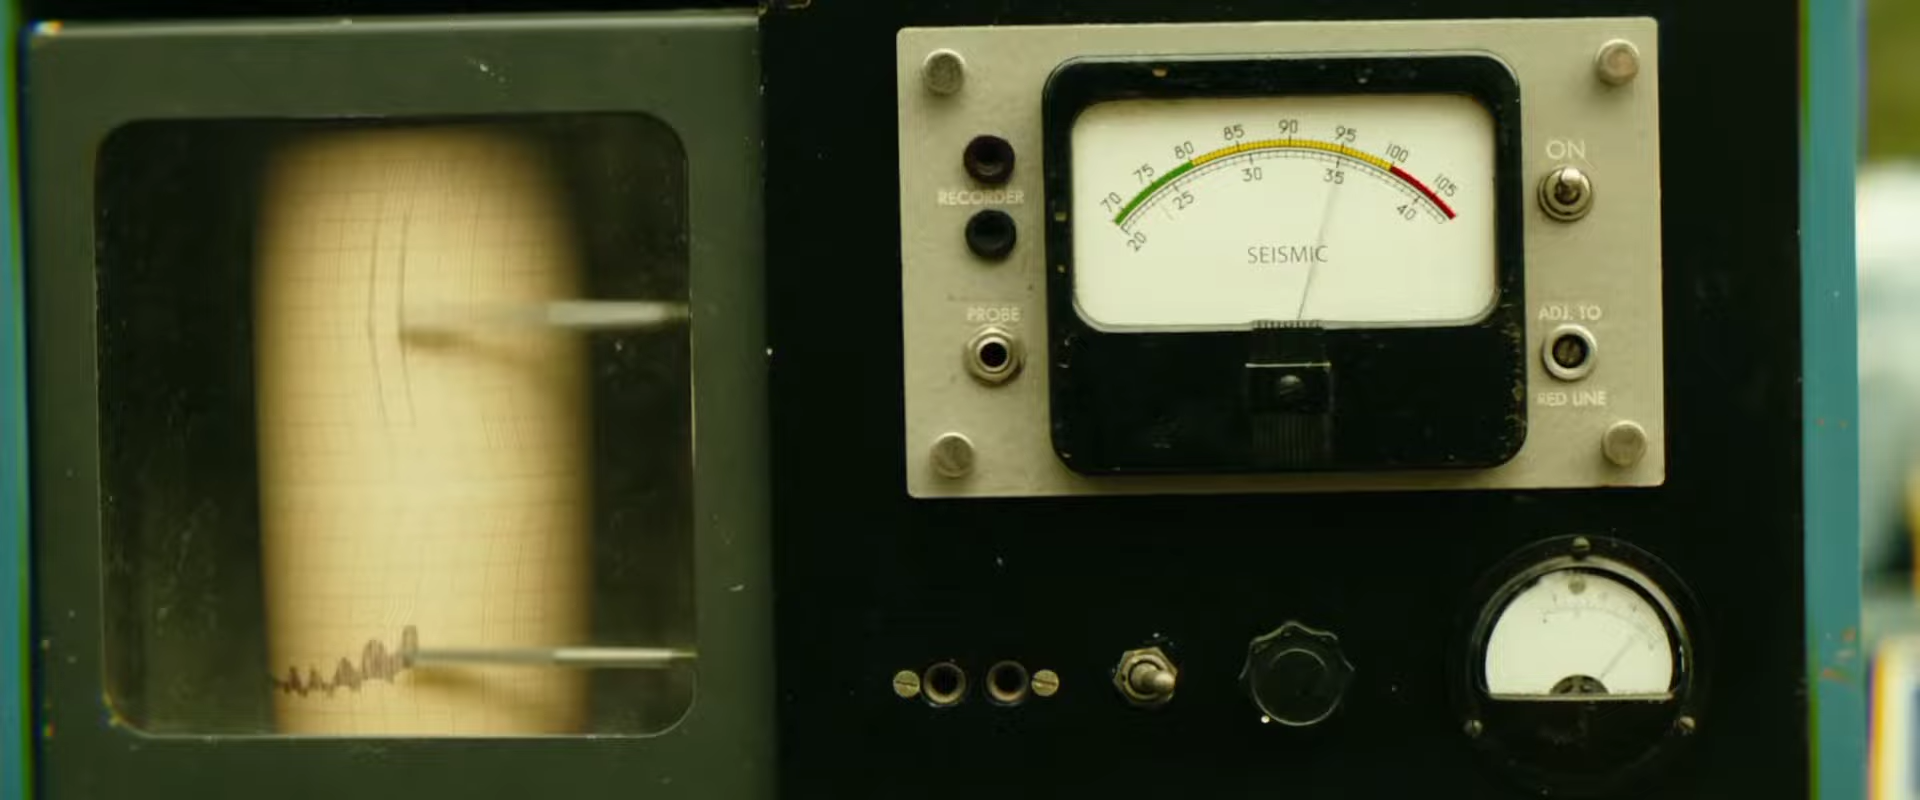 RECORDER
PROBE
70 75 80 85 90 95 100 105
20 25 30 35 40
SEISMIC
ON
ADJ. TO
RED LINE